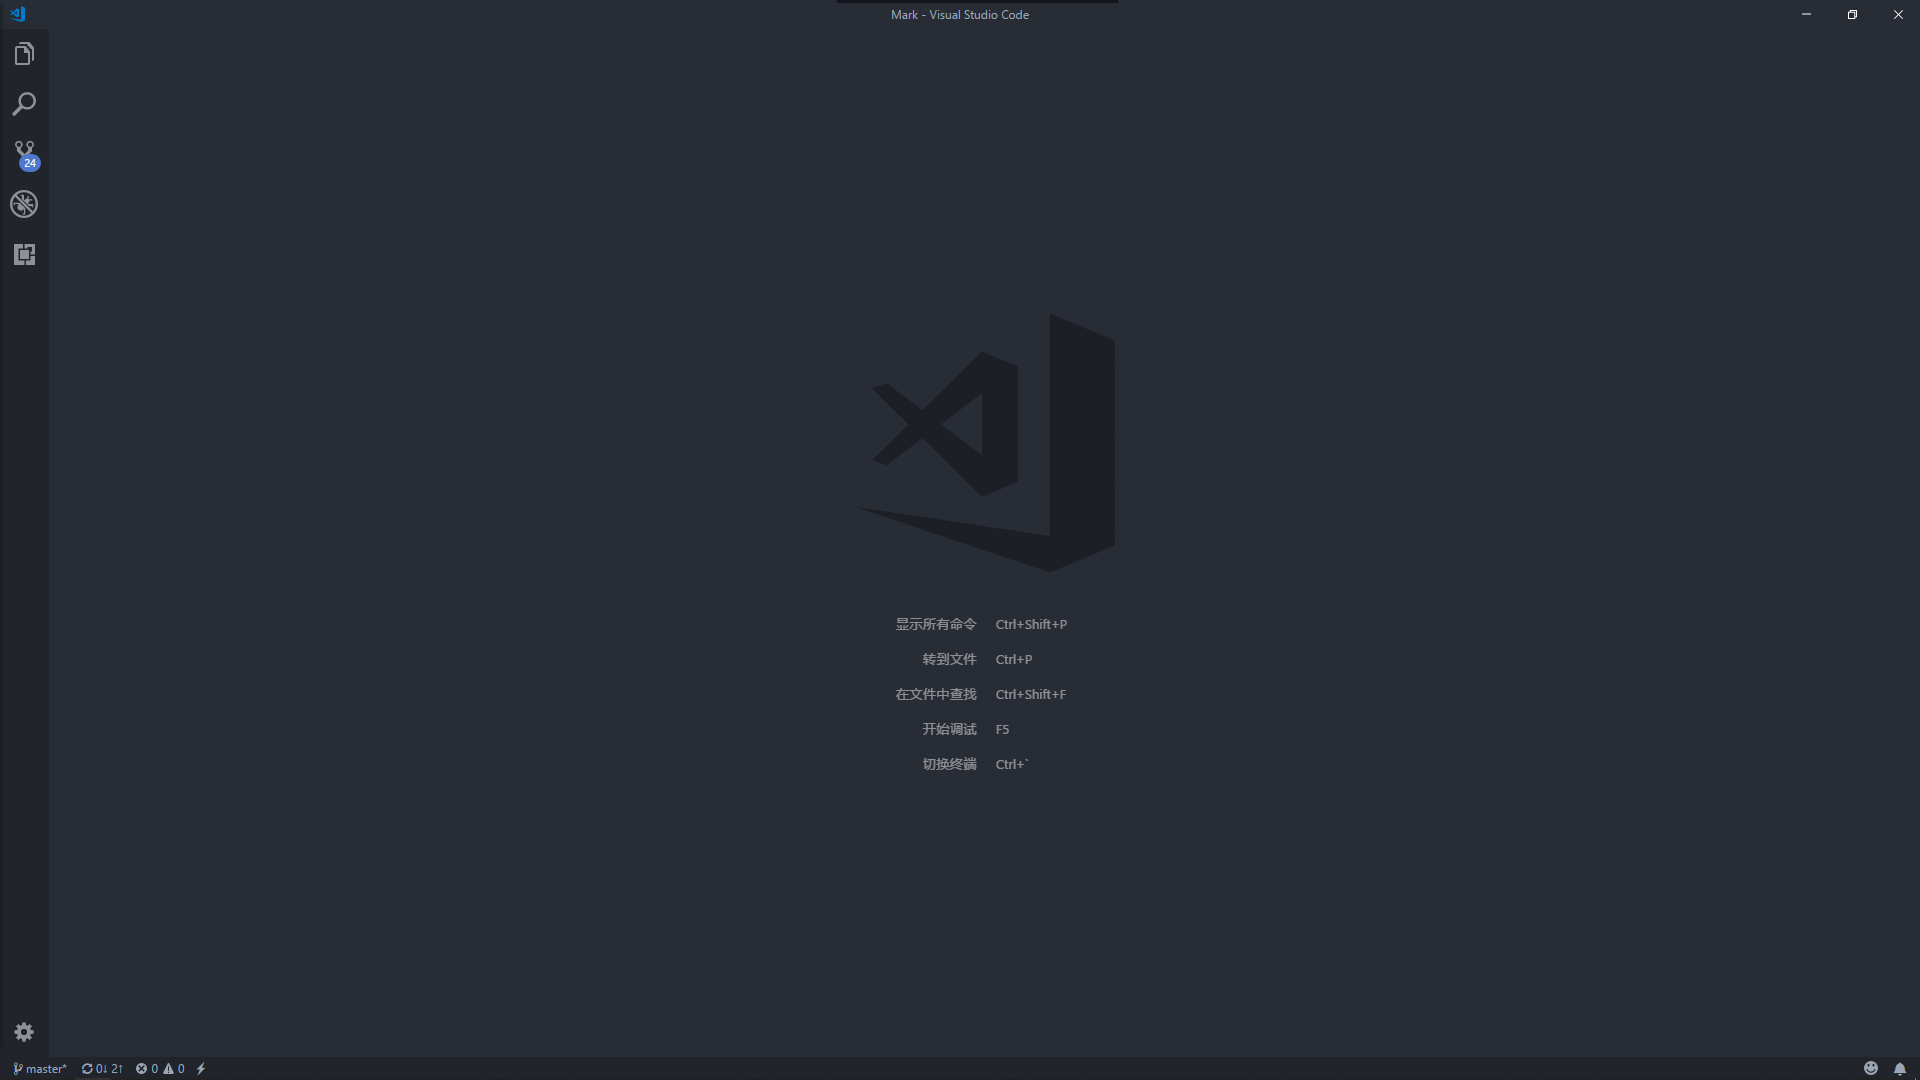 Mark - Visual Studio Code
24
显示所有命令 Ctrl+Shift+P
转到文件 Ctrl+P
在文件中查找 Ctrl+Shift+F
开始调试 F5
切换终端 Ctrl+`
master* 0↓ 2↑ 0 0